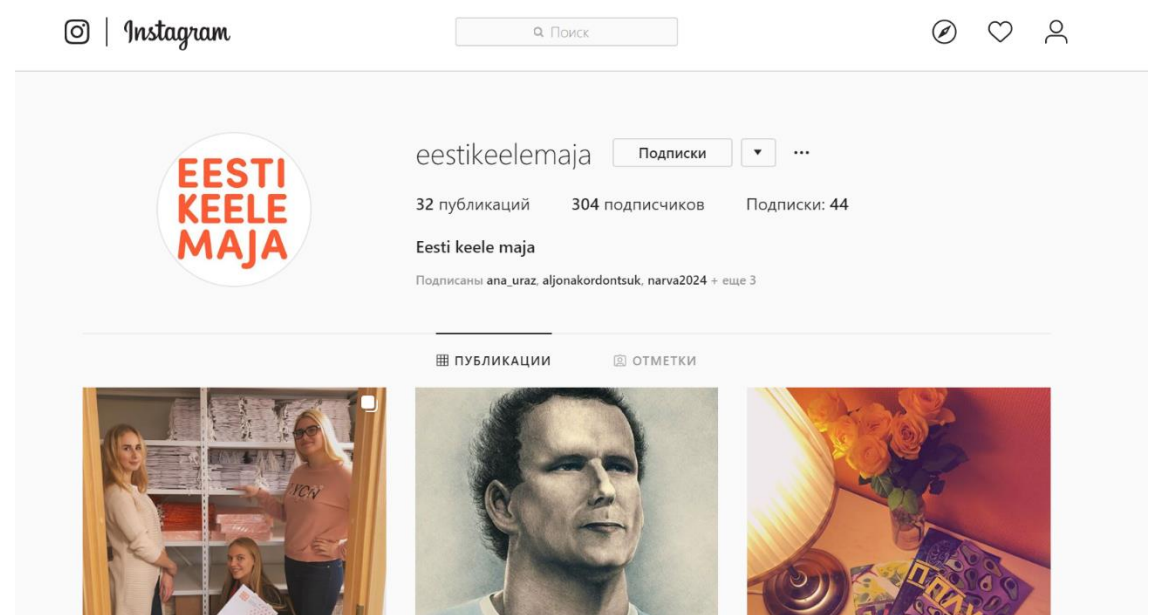 Instagram
Поиск
EESTI
KEELE
MAJA
eestikeelemaja Подписки
32 публикаций 304 подписчиков Подписки: 44
Eesti keele maja
Подписаны ana_uraz, aljonakordontsuk, narva2024 + еще 3
ПУБЛИКАЦИИ ОТМЕТКИ